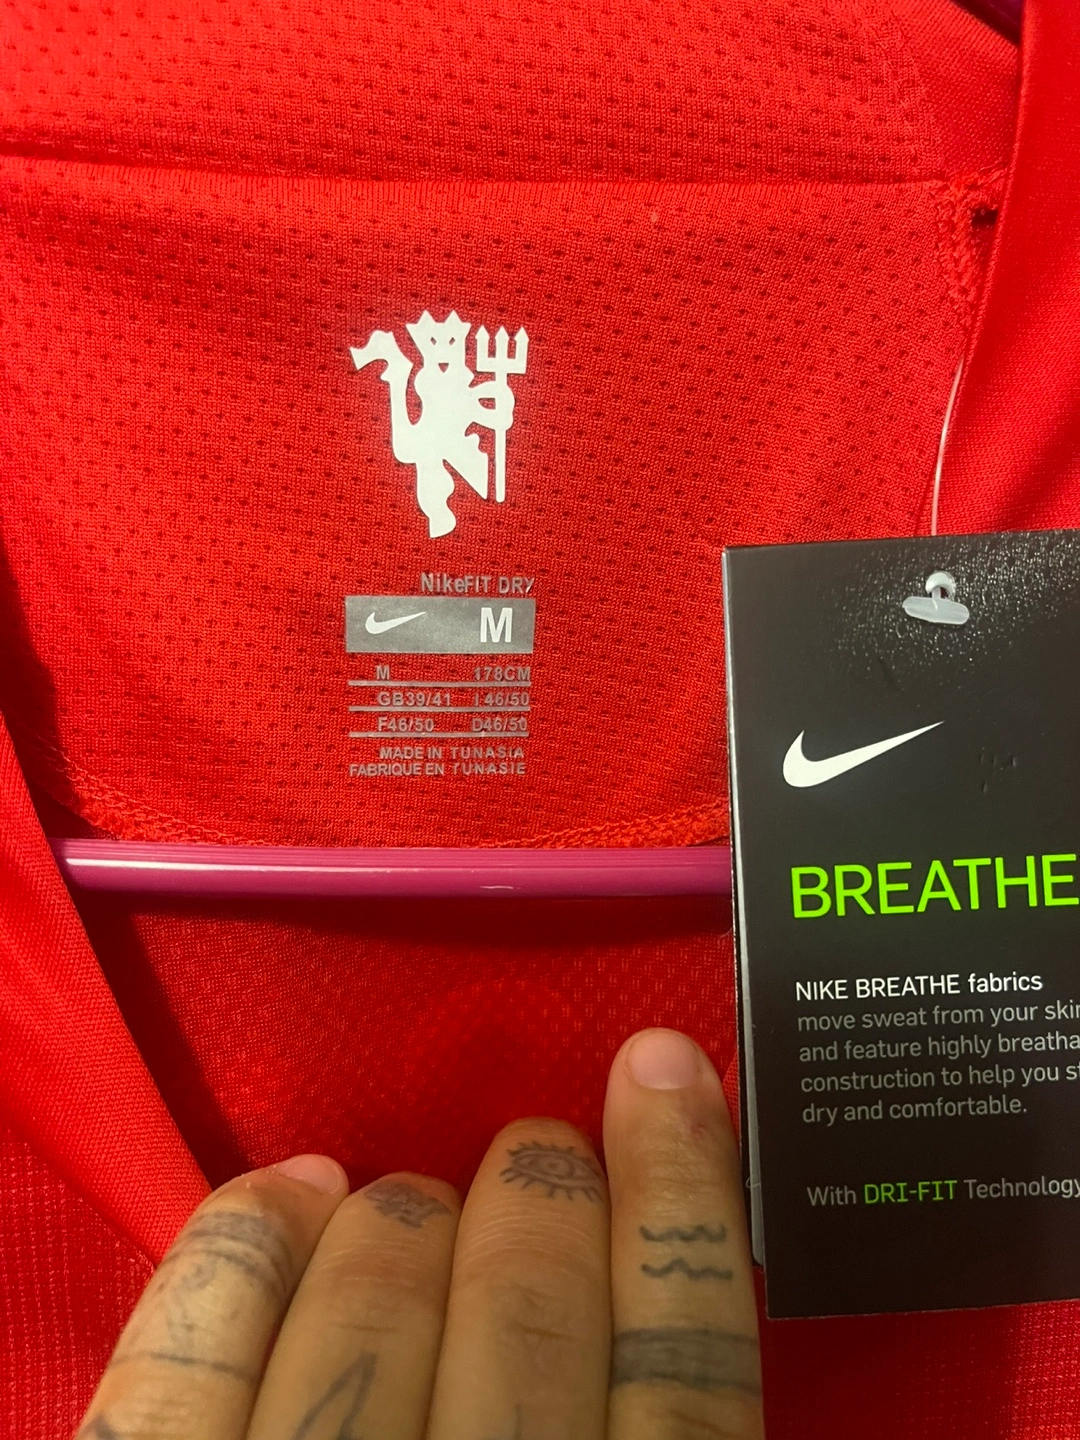 NikeFIT DRY
M
M 178CM
GB39/41 I 46/50
F46/50 D46/50
MADE IN TUNASIA
FABRIQUE EN TUNASIE
BREATHE
NIKE BREATHE fabrics
move sweat from your skin
and feature highly breatha
construction to help you st
dry and comfortable.
With DRI-FIT Technology